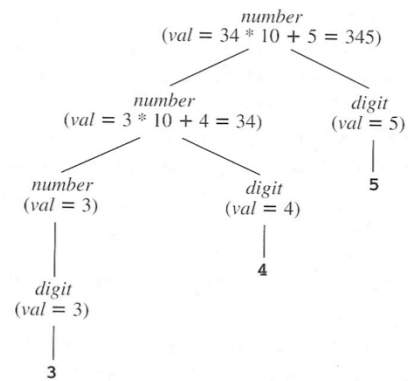 number
(val = 34 * 10 + 5 = 345)
number
(val = 3 * 10 + 4 = 34)
digit
(val = 5)
5
number
(val = 3)
digit
(val = 4)
4
digit
(val = 3)
3